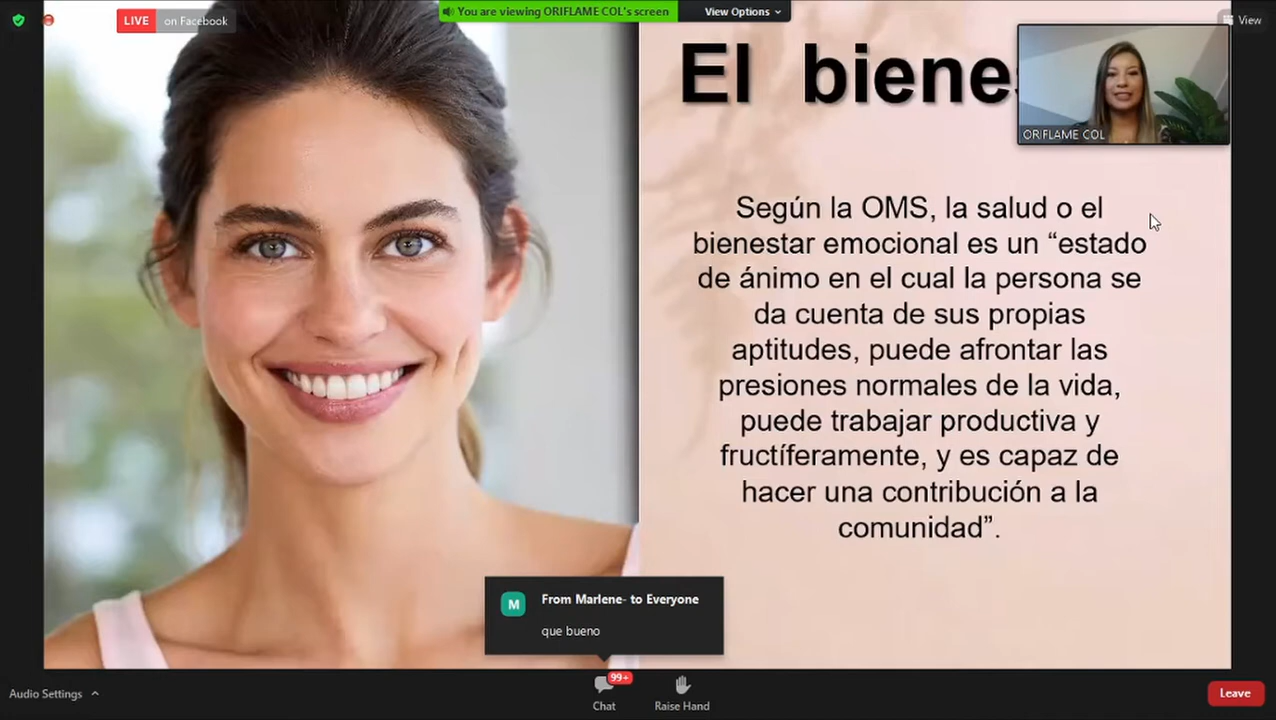 LIVE on Facebook
You are viewing ORIFLAME COL's screen
View Options
View
El bienes
ORIFLAME COL
Según la OMS, la salud o el
bienestar emocional es un “estado
de ánimo en el cual la persona se
da cuenta de sus propias
aptitudes, puede afrontar las
presiones normales de la vida,
puede trabajar productiva y
fructíferamente, y es capaz de
hacer una contribución a la
comunidad”.
M
From Marlene- to Everyone
que bueno
Audio Settings
99+
Chat
Raise Hand
Leave